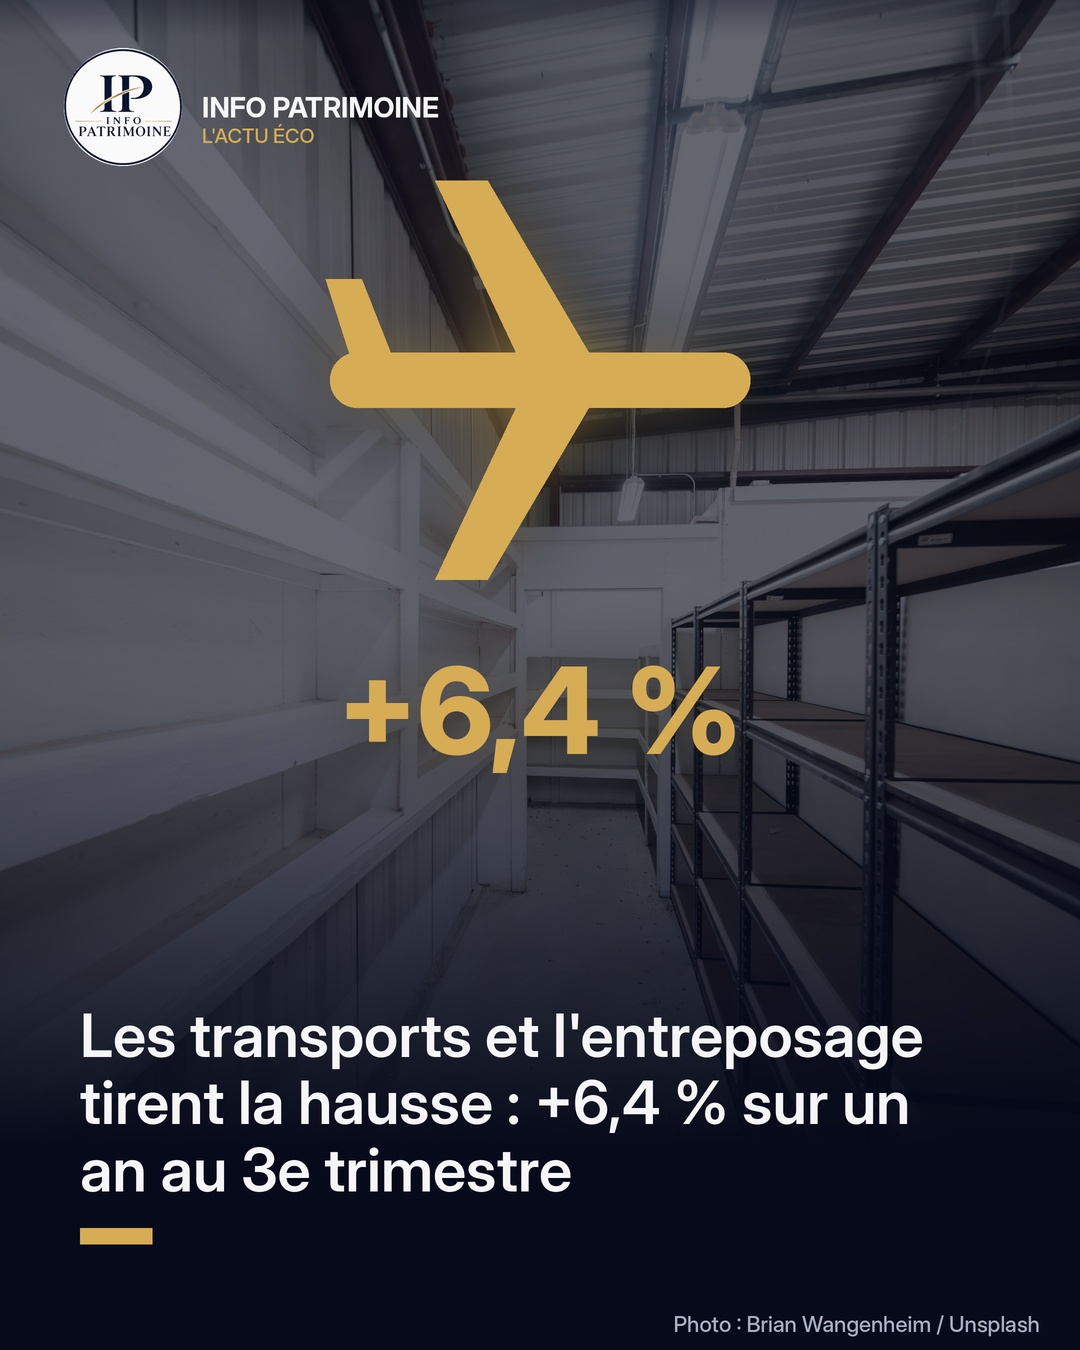 IP
INFO
PATRIMOINE
INFO PATRIMOINE
L'ACTU ÉCO
+6,4 %
Les transports et l'entreposage
tirent la hausse : +6,4 % sur un
an au 3e trimestre
Photo : Brian Wangenheim / Unsplash